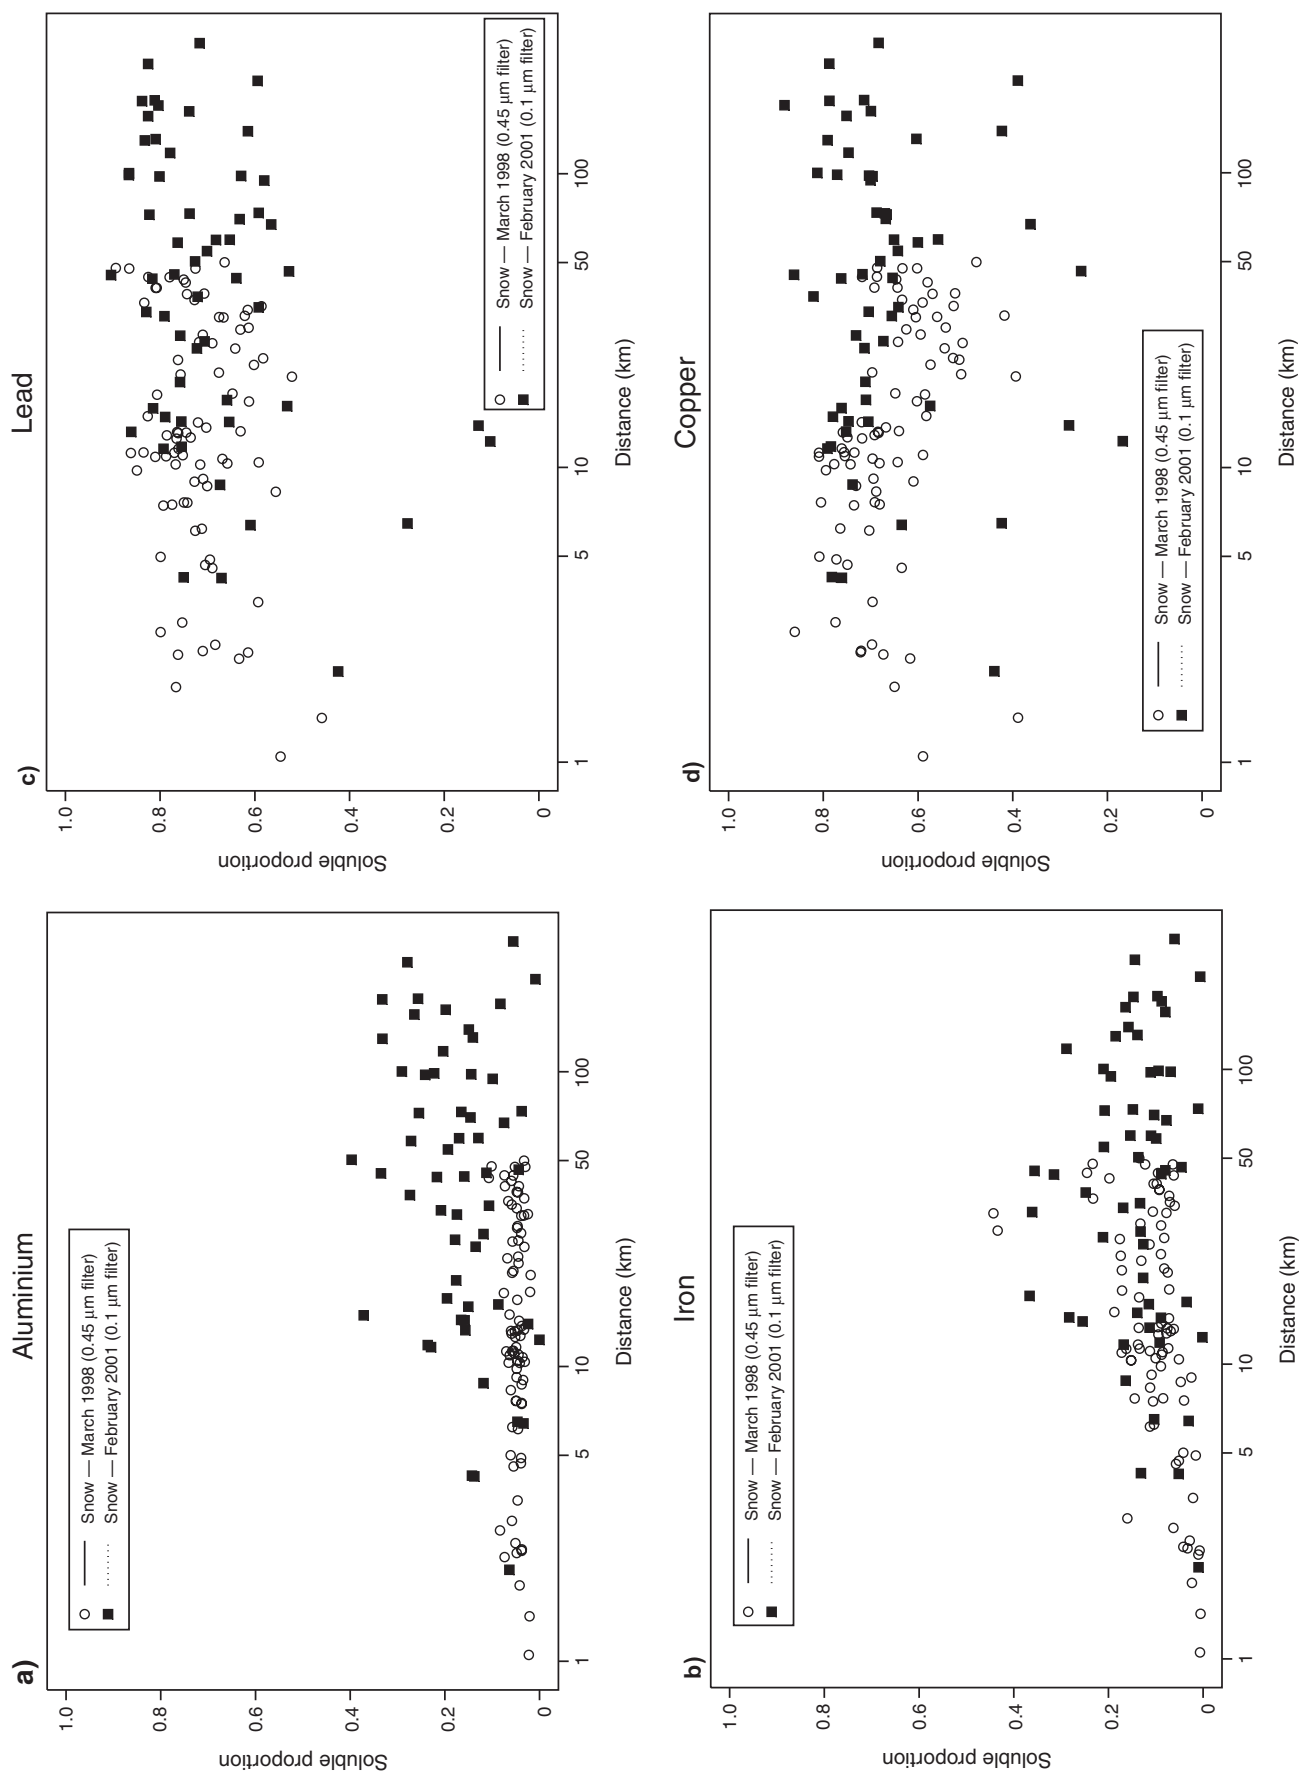 a)
Aluminium
Soluble proportion
1.0
0.8
0.6
0.4
0.2
0
Snow — March 1998 (0.45 µm filter)
Snow — February 2001 (0.1 µm filter)
1
5
10
50
100
Distance (km)
b)
Iron
Soluble proportion
1.0
0.8
0.6
0.4
0.2
0
Snow — March 1998 (0.45 µm filter)
Snow — February 2001 (0.1 µm filter)
1
5
10
50
100
Distance (km)
c)
Lead
Soluble proportion
1.0
0.8
0.6
0.4
0.2
0
Snow — March 1998 (0.45 µm filter)
Snow — February 2001 (0.1 µm filter)
1
5
10
50
100
Distance (km)
d)
Copper
Soluble proportion
1.0
0.8
0.6
0.4
0.2
0
Snow — March 1998 (0.45 µm filter)
Snow — February 2001 (0.1 µm filter)
1
5
10
50
100
Distance (km)